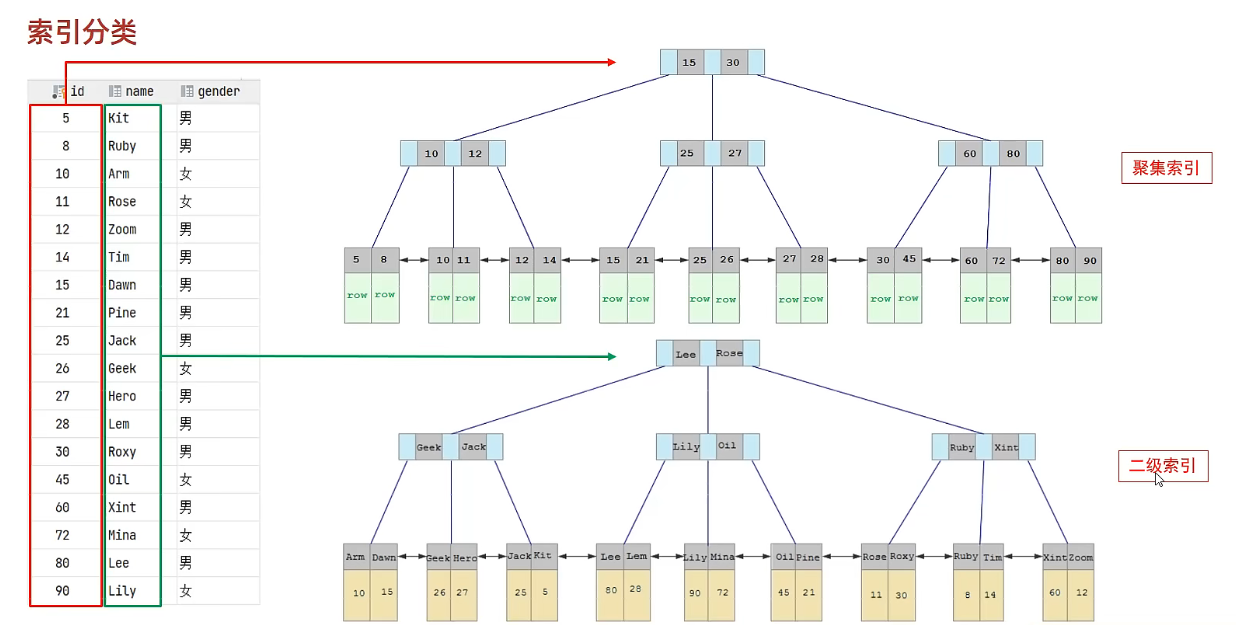 索引分类
id name gender
5 Kit 男
8 Ruby 男
10 Arm 女
11 Rose 女
12 Zoom 男
14 Tim 男
15 Dawn 男
21 Pine 男
25 Jack 男
26 Geek 女
27 Hero 男
28 Lem 男
30 Roxy 男
45 Oil 女
60 Xint 男
72 Mina 女
80 Lee 男
90 Lily 女
15 30
10 12 25 27 60 80
聚集索引
5 8 10 11 12 14 15 21 25 26 27 28 30 45 60 72 80 90
row row row row row row row row row row row row row row row row row row
Lee Rose
Geek Jack Lily Oil Ruby Xint
二级索引
Arm Dawn Geek Hero Jack Kit Lee Lem Lily Mina Oil Pine Rose Roxy Ruby Tim Xint Zoom
10 15 26 27 25 5 80 28 90 72 45 21 11 30 8 14 60 12